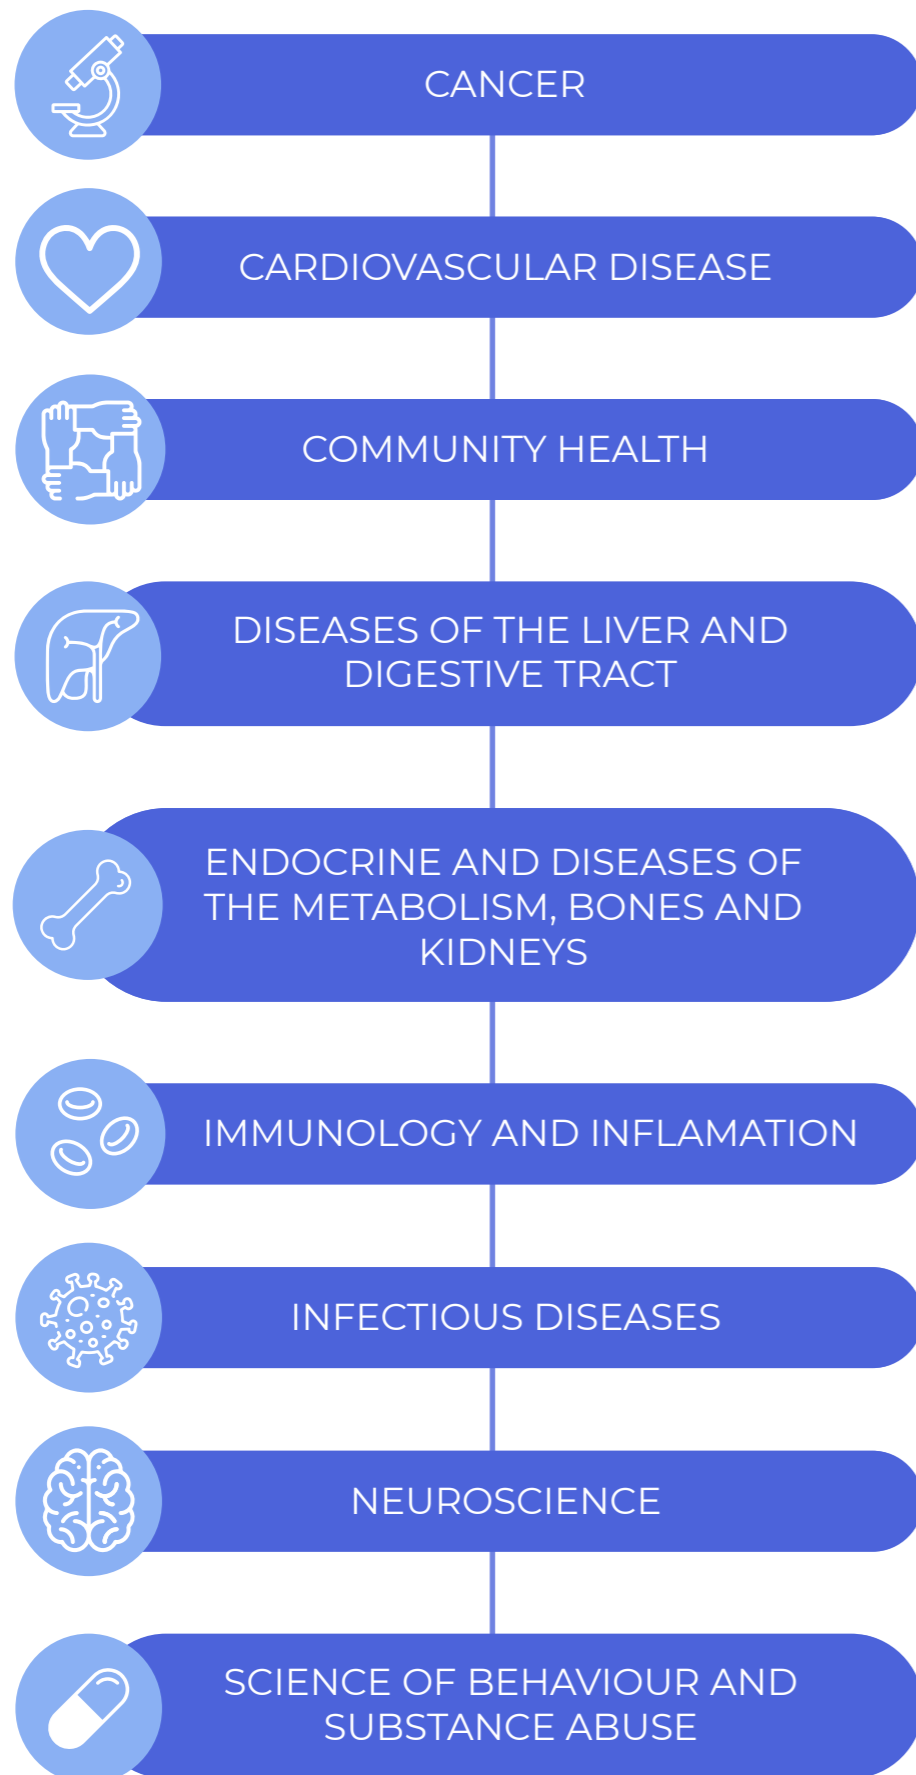 CANCER
CARDIOVASCULAR DISEASE
COMMUNITY HEALTH
DISEASES OF THE LIVER AND
DIGESTIVE TRACT
ENDOCRINE AND DISEASES OF
THE METABOLISM, BONES AND
KIDNEYS
IMMUNOLOGY AND INFLAMATION
INFECTIOUS DISEASES
NEUROSCIENCE
SCIENCE OF BEHAVIOUR AND
SUBSTANCE ABUSE